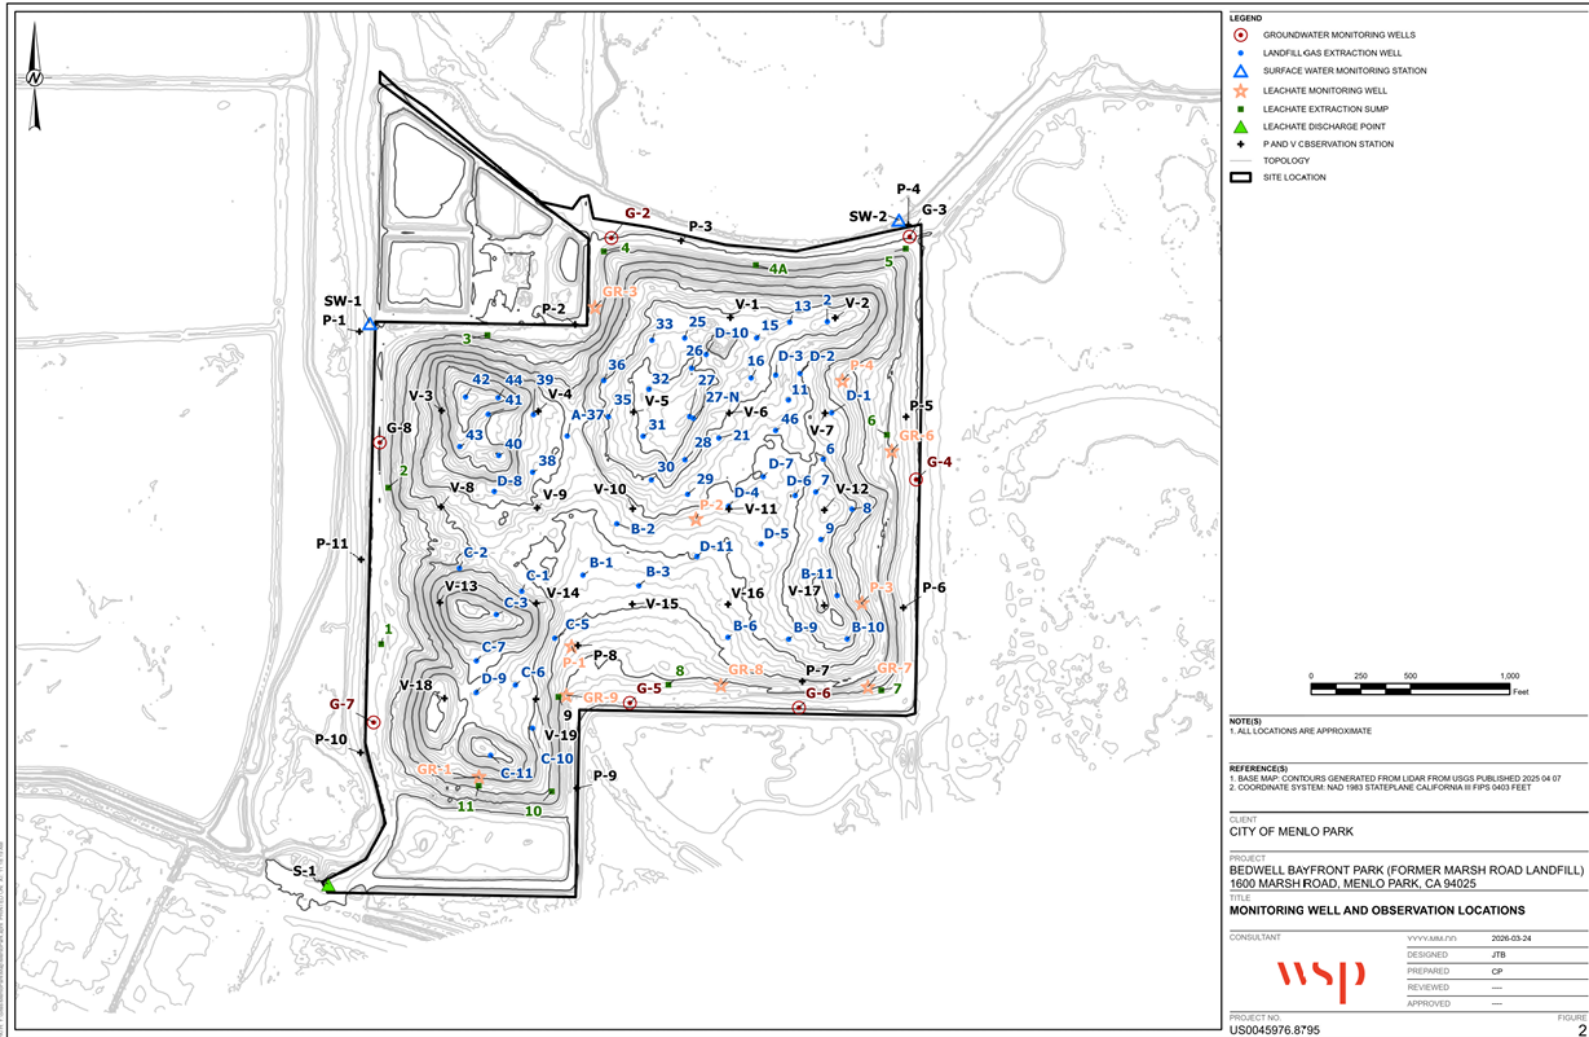 N
LEGEND
GROUNDWATER MONITORING WELLS
LANDFILL GAS EXTRACTION WELL
SURFACE WATER MONITORING STATION
LEACHATE MONITORING WELL
LEACHATE EXTRACTION SUMP
LEACHATE DISCHARGE POINT
P AND V CBSERVATION STATION
TOPOLOGY
SITE LOCATION
P-4
SW-2
G-3
G-2
P-3
4
4A
5
GR-3
SW-1
P-1
P-2
3
V-1
13
2
V-2
33
25
D-10
15
26
16
D-3
D-2
P-4
36
32
27
11
42
44
39
V-3
41
V-4
A-37
35
V-5
27-N
V-6
D-1
P-5
46
V-7
6
GR-6
G-8
43
40
31
28
21
G-4
2
38
30
D-7
6
D-8
29
D-6
7
V-8
V-9
V-10
D-4
V-12
P-2
V-11
8
B-2
9
D-5
P-11
D-11
C-2
C-1
B-1
B-3
B-11
V-13
C-3
V-14
V-15
V-16
V-17
P-3
P-6
1
C-5
B-6
B-9
B-10
C-7
P-1
P-8
D-9
C-6
8
GR-8
P-7
GR-7
V-18
GR-9
G-5
7
G-7
9
G-6
P-10
V-19
C-10
GR-1
C-11
P-9
11
10
S-1
0 250 500 1,000
Feet
NOTE(S)
1. ALL LOCATIONS ARE APPROXIMATE
REFERENCE(S)
1. BASE MAP: CONTOURS GENERATED FROM LIDAR FROM USGS PUBLISHED 2025 04 07
2. COORDINATE SYSTEM: NAD 1983 STATEPLANE CALIFORNIA III FIPS 0403 FEET
CLIENT
CITY OF MENLO PARK
PROJECT
BEDWELL BAYFRONT PARK (FORMER MARSH ROAD LANDFILL)
1600 MARSH ROAD, MENLO PARK, CA 94025
TITLE
MONITORING WELL AND OBSERVATION LOCATIONS
CONSULTANT
wsp
YYYY-MM-DD 2026-03-24
DESIGNED JTB
PREPARED CP
REVIEWED ----
APPROVED ----
PROJECT NO.
US0045976.8795
FIGURE
2